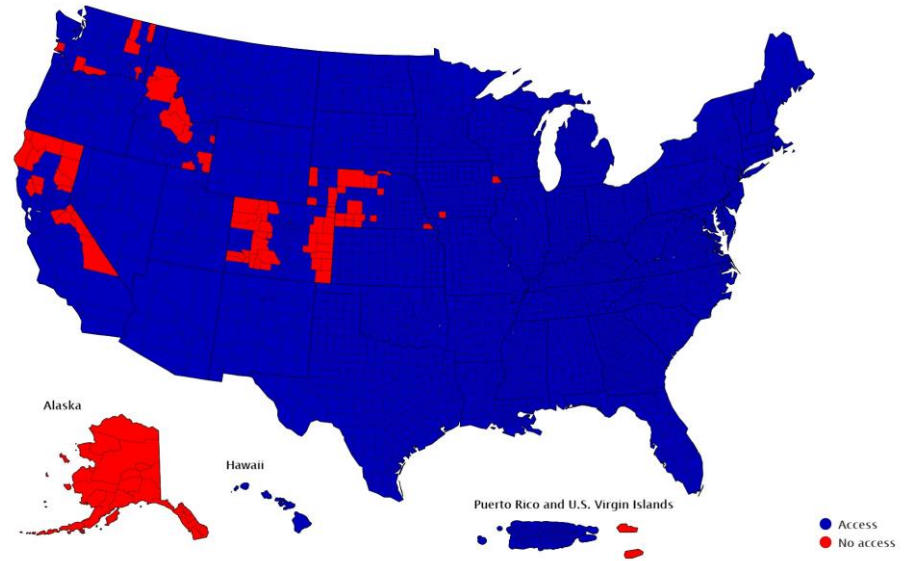 Alaska
Hawaii
Puerto Rico and U.S. Virgin Islands
Access
No access